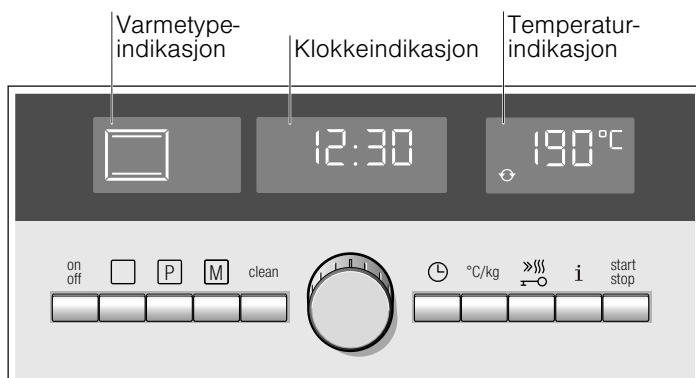 Varmetype-
indikasjon
Klokkeindikasjon
Temperatur-
indikasjon
12:30
190°C
on
off
P
M
clean
°C/kg
i
start
stop